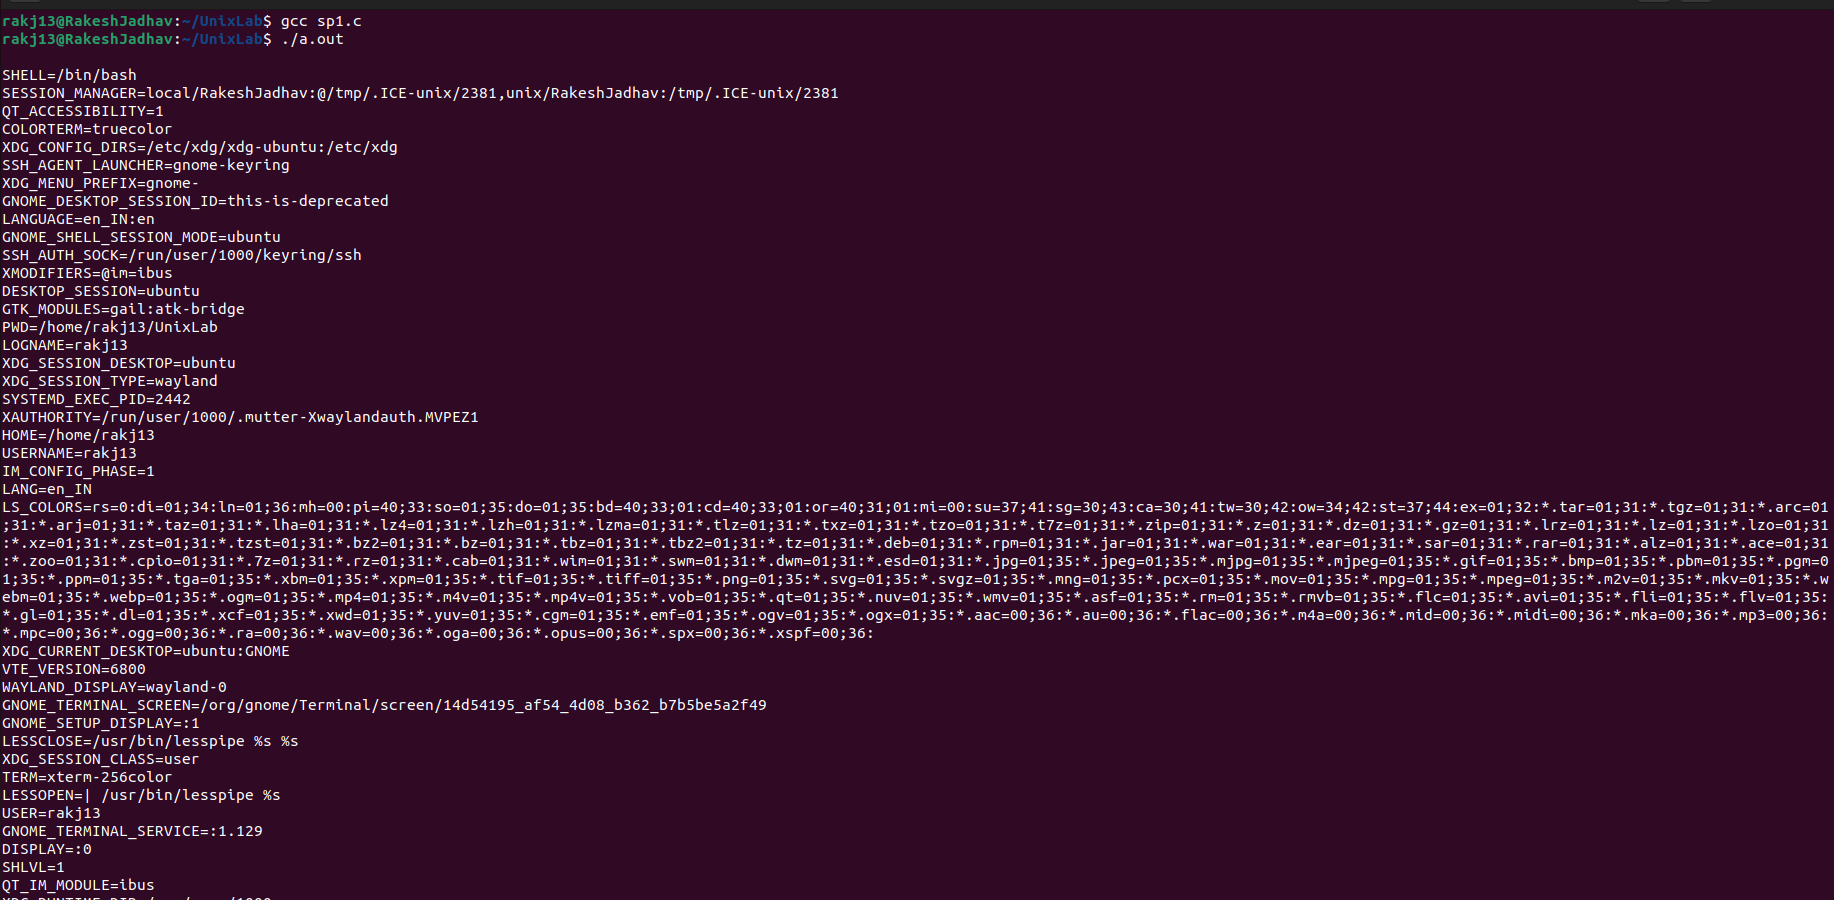 rakj13@RakeshJadhav:~/UnixLab$ gcc sp1.c
rakj13@RakeshJadhav:~/UnixLab$ ./a.out
SHELL=/bin/bash
SESSION_MANAGER=local/RakeshJadhav:@/tmp/.ICE-unix/2381,unix/RakeshJadhav:/tmp/.ICE-unix/2381
QT_ACCESSIBILITY=1
COLORTERM=truecolor
XDG_CONFIG_DIRS=/etc/xdg/xdg-ubuntu:/etc/xdg
SSH_AGENT_LAUNCHER=gnome-keyring
XDG_MENU_PREFIX=gnome-
GNOME_DESKTOP_SESSION_ID=this-is-deprecated
LANGUAGE=en_IN:en
GNOME_SHELL_SESSION_MODE=ubuntu
SSH_AUTH_SOCK=/run/user/1000/keyring/ssh
XMODIFIERS=@im=ibus
DESKTOP_SESSION=ubuntu
GTK_MODULES=gail:atk-bridge
PWD=/home/rakj13/UnixLab
LOGNAME=rakj13
XDG_SESSION_DESKTOP=ubuntu
XDG_SESSION_TYPE=wayland
SYSTEMD_EXEC_PID=2442
XAUTHORITY=/run/user/1000/.mutter-Xwaylandauth.MVPEZ1
HOME=/home/rakj13
USERNAME=rakj13
IM_CONFIG_PHASE=1
LANG=en_IN
LS_COLORS=rs=0:di=01;34:ln=01;36:mh=00:pi=40;33:so=01;35:do=01;35:bd=40;33;01:cd=40;33;01:or=40;31;01:mi=00:su=37;41:sg=30;43:ca=30;41:tw=30;42:ow=34;42:st=37;44:ex=01;32:*.tar=01;31:*.tgz=01;31:*.arc=01
;31:*.arj=01;31:*.taz=01;31:*.lha=01;31:*.lz4=01;31:*.lzh=01;31:*.lzma=01;31:*.tlz=01;31:*.txz=01;31:*.tzo=01;31:*.t7z=01;31:*.zip=01;31:*.z=01;31:*.dz=01;31:*.gz=01;31:*.lrz=01;31:*.lz=01;31:*.lzo=01;31
:*.xz=01;31:*.zst=01;31:*.tzst=01;31:*.bz2=01;31:*.bz=01;31:*.tbz=01;31:*.tbz2=01;31:*.tz=01;31:*.deb=01;31:*.rpm=01;31:*.jar=01;31:*.war=01;31:*.ear=01;31:*.sar=01;31:*.rar=01;31:*.alz=01;31:*.ace=01;31
:*.zoo=01;31:*.cpio=01;31:*.7z=01;31:*.rz=01;31:*.cab=01;31:*.wim=01;31:*.swm=01;31:*.dwm=01;31:*.esd=01;31:*.jpg=01;35:*.jpeg=01;35:*.mjpg=01;35:*.mjpeg=01;35:*.gif=01;35:*.bmp=01;35:*.pbm=01;35:*.pgm=0
1;35:*.ppm=01;35:*.tga=01;35:*.xbm=01;35:*.xpm=01;35:*.tif=01;35:*.tiff=01;35:*.png=01;35:*.svg=01;35:*.svgz=01;35:*.mng=01;35:*.pcx=01;35:*.mov=01;35:*.mpg=01;35:*.mpeg=01;35:*.m2v=01;35:*.mkv=01;35:*.w
ebm=01;35:*.webp=01;35:*.ogm=01;35:*.mp4=01;35:*.m4v=01;35:*.mp4v=01;35:*.vob=01;35:*.qt=01;35:*.nuv=01;35:*.wmv=01;35:*.asf=01;35:*.rm=01;35:*.rmvb=01;35:*.flc=01;35:*.avi=01;35:*.fli=01;35:*.flv=01;35:
*.gl=01;35:*.dl=01;35:*.xcf=01;35:*.xwd=01;35:*.yuv=01;35:*.cgm=01;35:*.emf=01;35:*.ogv=01;35:*.ogx=01;35:*.aac=00;36:*.au=00;36:*.flac=00;36:*.m4a=00;36:*.mid=00;36:*.midi=00;36:*.mka=00;36:*.mp3=00;36:
*.mpc=00;36:*.ogg=00;36:*.ra=00;36:*.wav=00;36:*.oga=00;36:*.opus=00;36:*.spx=00;36:*.xspf=00;36:
XDG_CURRENT_DESKTOP=ubuntu:GNOME
VTE_VERSION=6800
WAYLAND_DISPLAY=wayland-0
GNOME_TERMINAL_SCREEN=/org/gnome/Terminal/screen/14d54195_af54_4d08_b362_b7b5be5a2f49
GNOME_SETUP_DISPLAY=:1
LESSCLOSE=/usr/bin/lesspipe %s %s
XDG_SESSION_CLASS=user
TERM=xterm-256color
LESSOPEN=| /usr/bin/lesspipe %s
USER=rakj13
GNOME_TERMINAL_SERVICE=:1.129
DISPLAY=:0
SHLVL=1
QT_IM_MODULE=ibus